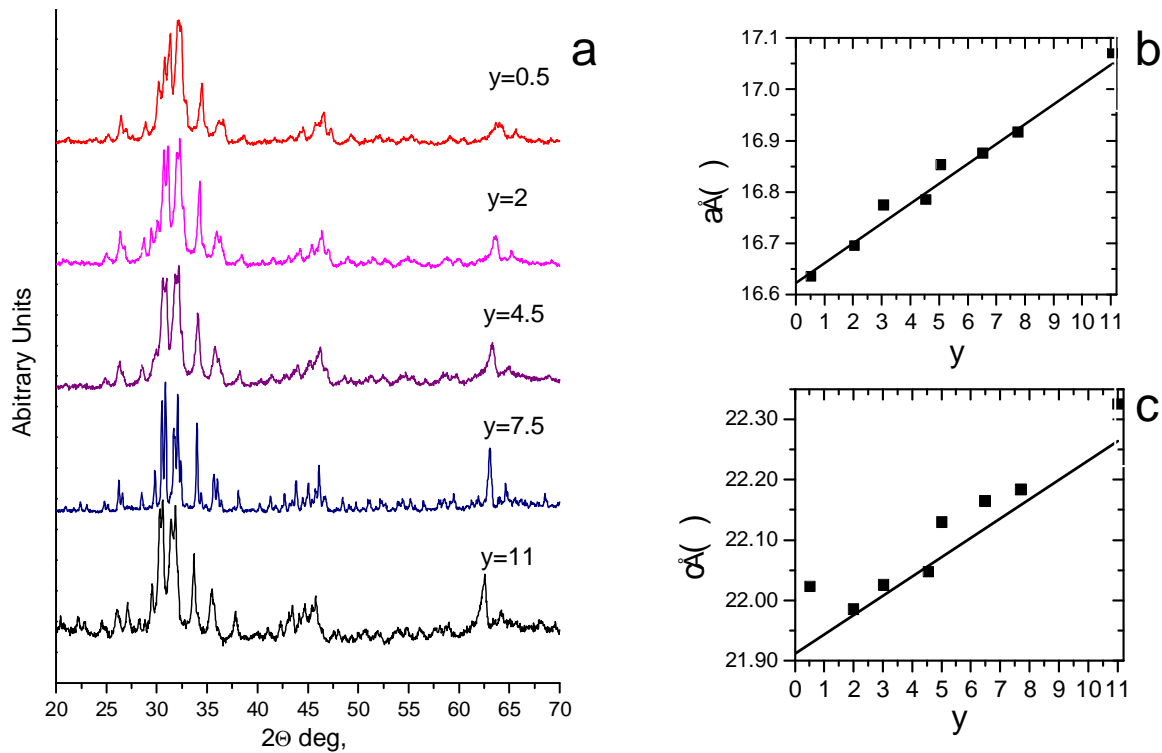 a
y=0.5
y=2
y=4.5
y=7.5
y=11
Abitrary Units
20 25 30 35 40 45 50 55 60 65 70
2Θ deg,
b
17.1
17.0
16.9
16.8
16.7
16.6
aÅ( )
0 1 2 3 4 5 6 7 8 9 10 11
y
c
22.30
22.20
22.10
22.00
21.90
cÅ( )
0 1 2 3 4 5 6 7 8 9 10 11
y